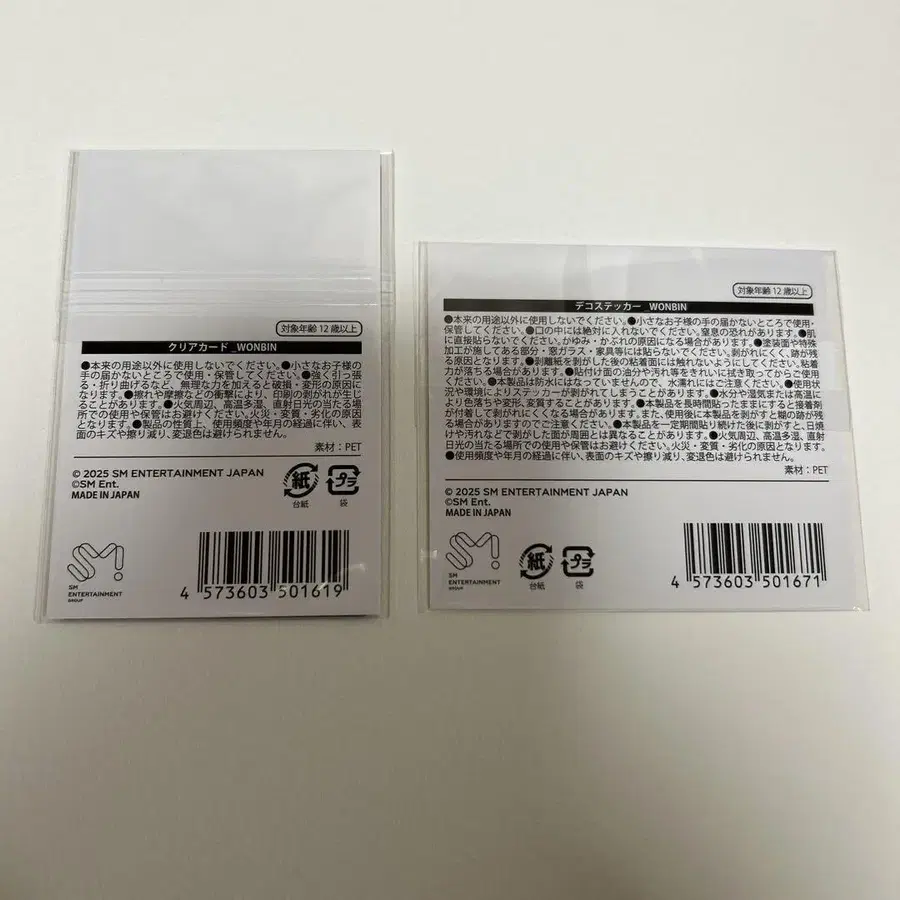 対象年齢 12 歳以上
クリアカード _WONBIN
●本来の用途以外に使用しないでください。●小さなお子様の
手の届かないところで使用・保管してください。●強く引っ張
る・折り曲げるなど、無理な力を加えると破損・変形の原因に
なります。●擦れや摩擦などの衝撃により、印刷の剥がれが生じ
ることがあります。●火気周辺、高温多湿、直射日光の当たる場
所での使用や保管はお避けください。火災・変質・劣化の原因
となります。●製品の性質上、使用頻度や年月の経過に伴い、表
面のキズや擦り減り、変退色は避けられません。
素材：PET
© 2025 SM ENTERTAINMENT JAPAN
©SM Ent.
MADE IN JAPAN
紙
台紙
プラ
袋
SM!
SM
ENTERTAINMENT
GROUP
4 573603 501619
対象年齢 12 歳以上
デコステッカー _WONBIN
●本来の用途以外に使用しないでください。●小さなお子様の手の届かないところで使用・
保管してください。●口の中には絶対に入れないでください。窒息の恐れがあります。●肌
に直接貼らないでください。かゆみ・かぶれの原因になる場合があります。●塗装面や特殊
加工が施してある部分・窓ガラス・家具等には貼らないでください。剥がれにくく、跡が残
る原因となります。●剥離紙を剥がした後の粘着面には触れないようにしてください。粘着
力が落ちる場合があります。●貼付け面の油分や汚れ等をきれいに拭き取ってからご使用
ください。●本製品は防水にはなっていませんので、水濡れにはご注意ください。●使用状
況や環境によりステッカーが剥がれてしまうことがあります。●水分や湿気または高温に
より色落ちや変形、変質することがあります。●本製品を長時間貼ったままにすると接着剤
が付着して剥がれにくくなる場合があります。また、使用後に本製品を剥がすと糊の跡が残
る場合がありますのでご注意ください。●本製品を一定期間貼り続けた後に剥がすと、日焼
けや汚れなどで剥がした面が周囲とは異なることがあります。●火気周辺、高温多湿、直射
日光の当たる場所での使用や保管はお避けください。火災・変質・劣化の原因となります。
●使用頻度や年月の経過に伴い、表面のキズや擦り減り、変退色は避けられません。
素材：PET
© 2025 SM ENTERTAINMENT JAPAN
©SM Ent.
MADE IN JAPAN
SM!
SM
ENTERTAINMENT
GROUP
紙
台紙
プラ
袋
4 573603 501671